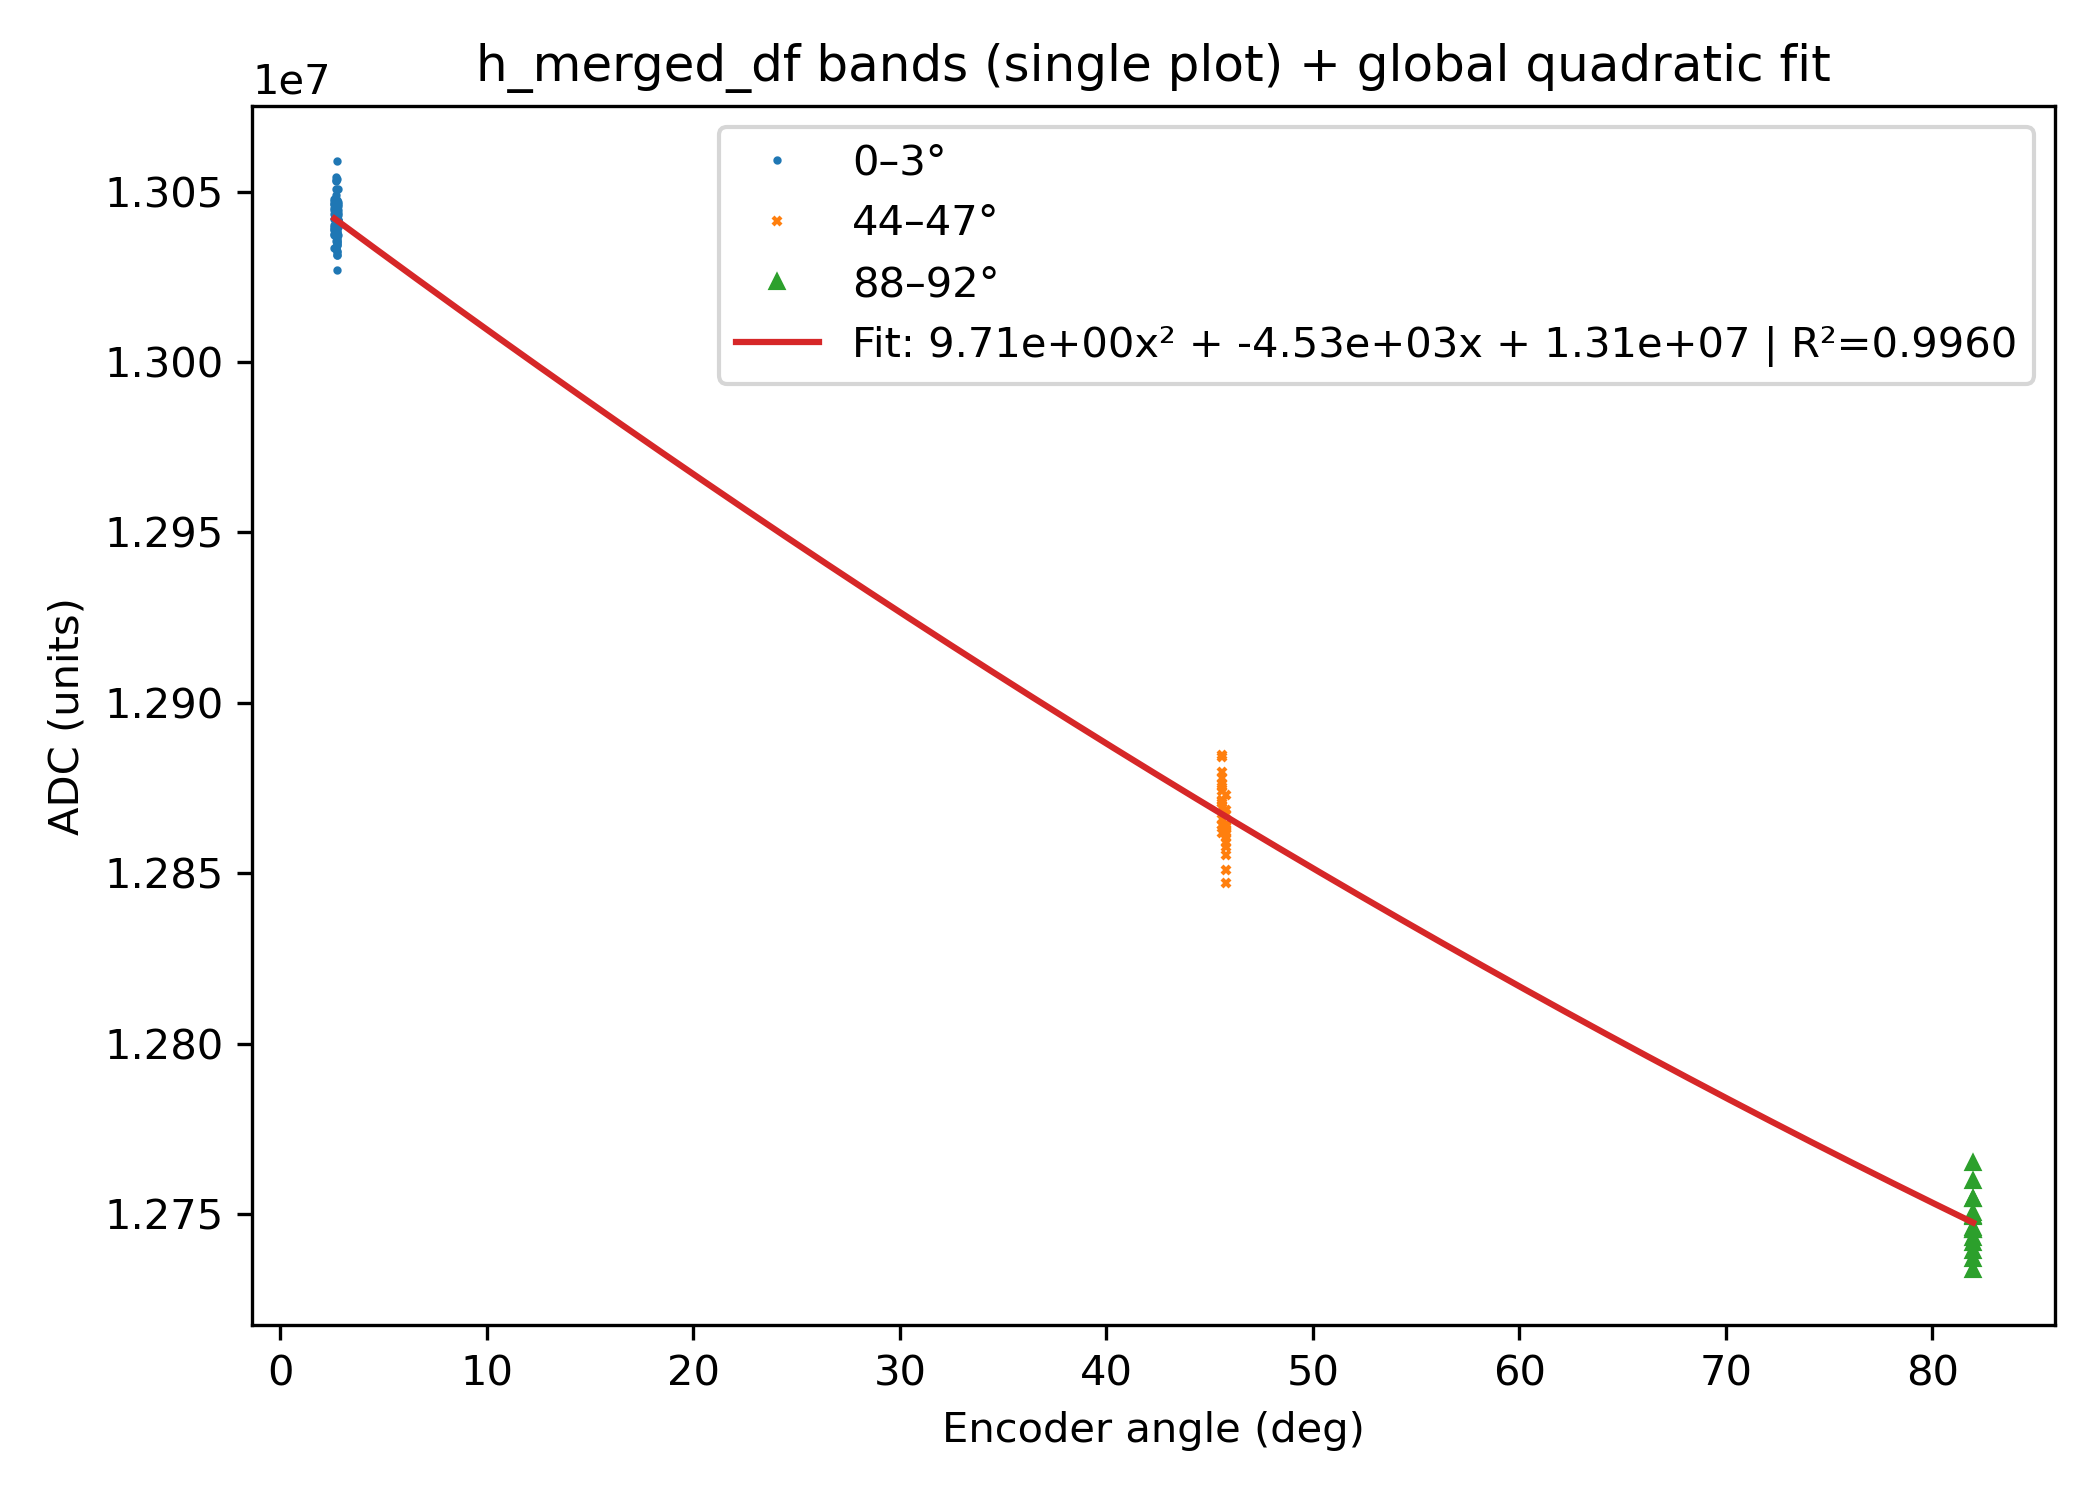 h_merged_df bands (single plot) + global quadratic fit
1e7
0–3°
44–47°
88–92°
Fit: 9.71e+00x² + -4.53e+03x + 1.31e+07 | R²=0.9960
1.305
1.300
1.295
1.290
1.285
1.280
1.275
ADC (units)
0 10 20 30 40 50 60 70 80
Encoder angle (deg)